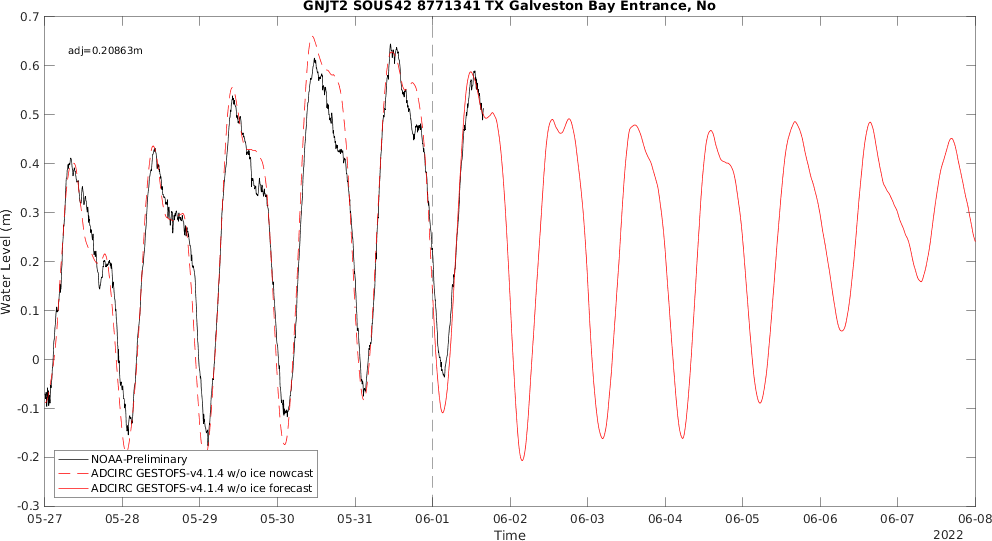 GNJT2 SOUS42 8771341 TX Galveston Bay Entrance, No
adj=0.20863m
0.7
0.6
0.5
0.4
0.3
0.2
0.1
0
-0.1
-0.2
-0.3
Water Level (m)
NOAA-Preliminary
ADCIRC GESTOFS-v4.1.4 w/o ice nowcast
ADCIRC GESTOFS-v4.1.4 w/o ice forecast
05-27 05-28 05-29 05-30 05-31 06-01 06-02 06-03 06-04 06-05 06-06 06-07 06-08
Time
2022